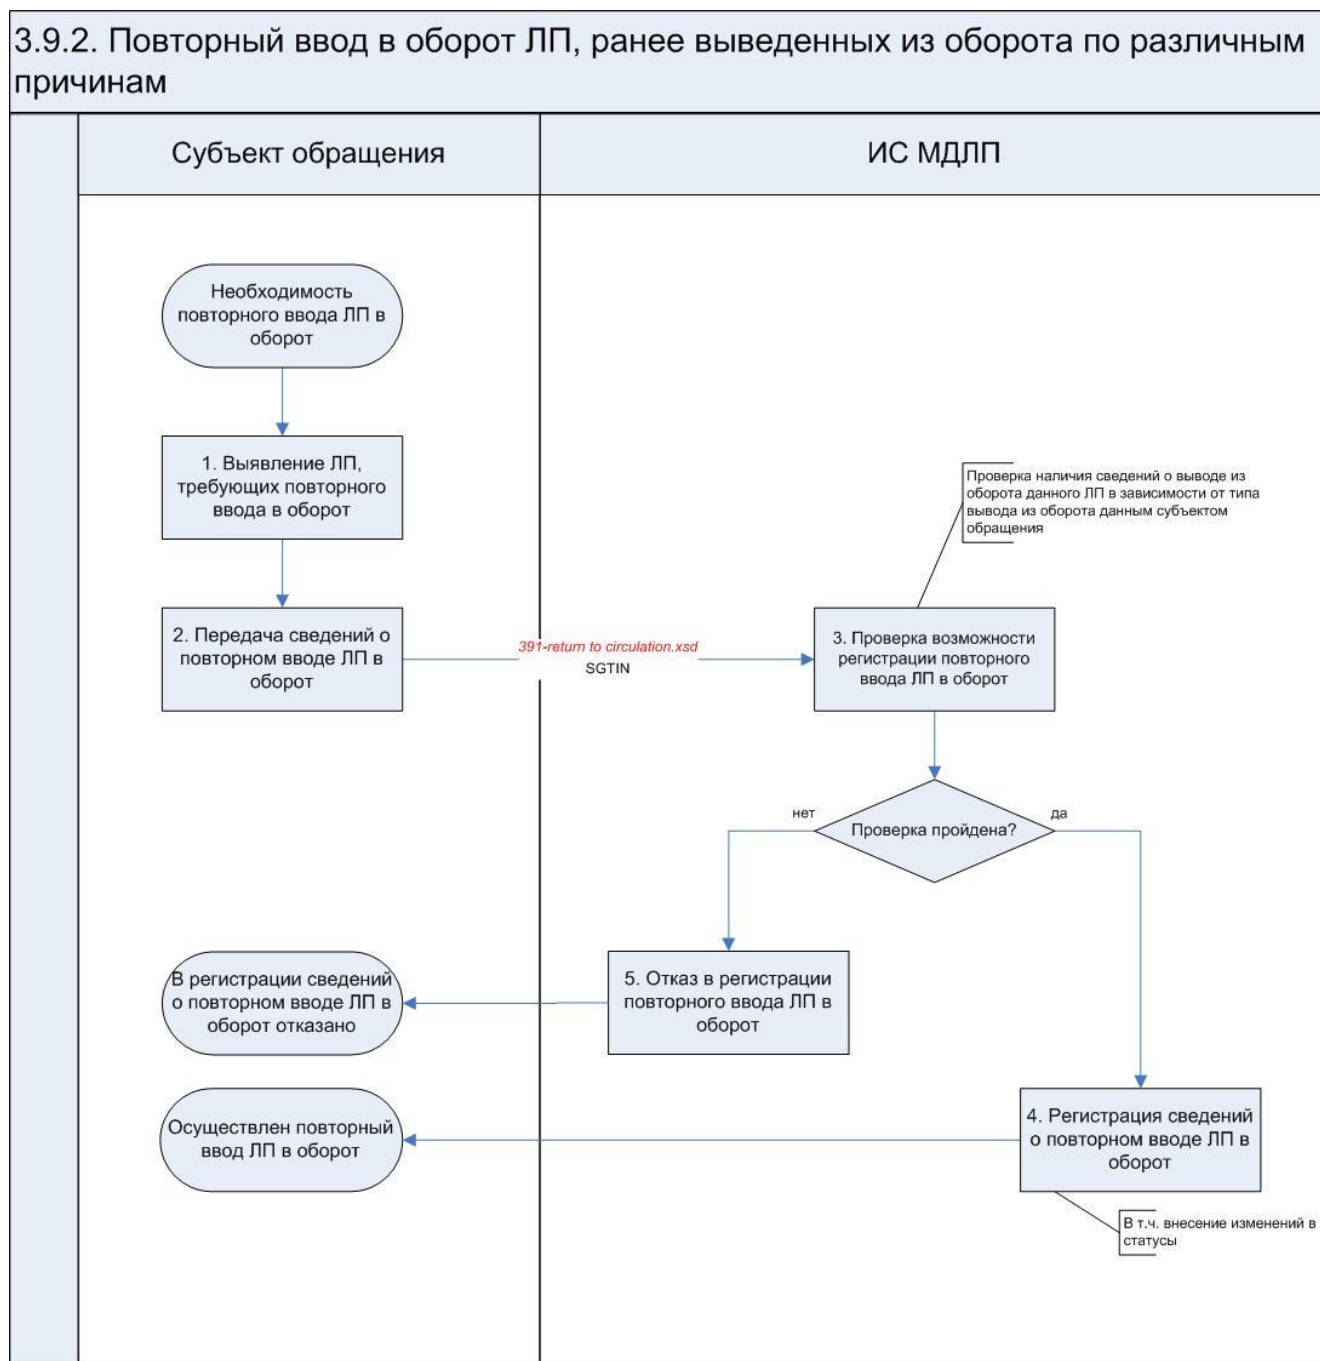 3.9.2. Повторный ввод в оборот ЛП, ранее выведенных из оборота по различным
причинам
Субъект обращения
ИС МДЛП
Необходимость
повторного ввода ЛП в
оборот
1. Выявление ЛП,
требующих повторного
ввода в оборот
Проверка наличия сведений о выводе из
оборота данного ЛП в зависимости от типа
вывода из оборота данным субъектом
обращения
2. Передача сведений о
повторном вводе ЛП в
оборот
391-return to circulation.xsd
SGTIN
3. Проверка возможности
регистрации повторного
ввода ЛП в оборот
нет
Проверка пройдена?
да
В регистрации сведений
о повторном вводе ЛП в
оборот отказано
5. Отказ в регистрации
повторного ввода ЛП в
оборот
Осуществлен повторный
ввод ЛП в оборот
4. Регистрация сведений
о повторном вводе ЛП в
оборот
В т.ч. внесение изменений в
статусы